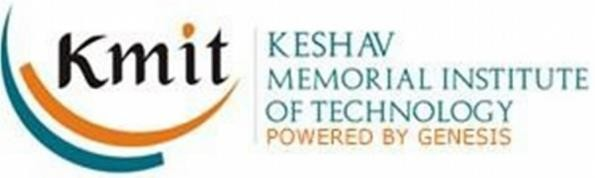 Kmit
KESHAV
MEMORIAL INSTITUTE
OF TECHNOLOGY
POWERED BY GENESIS